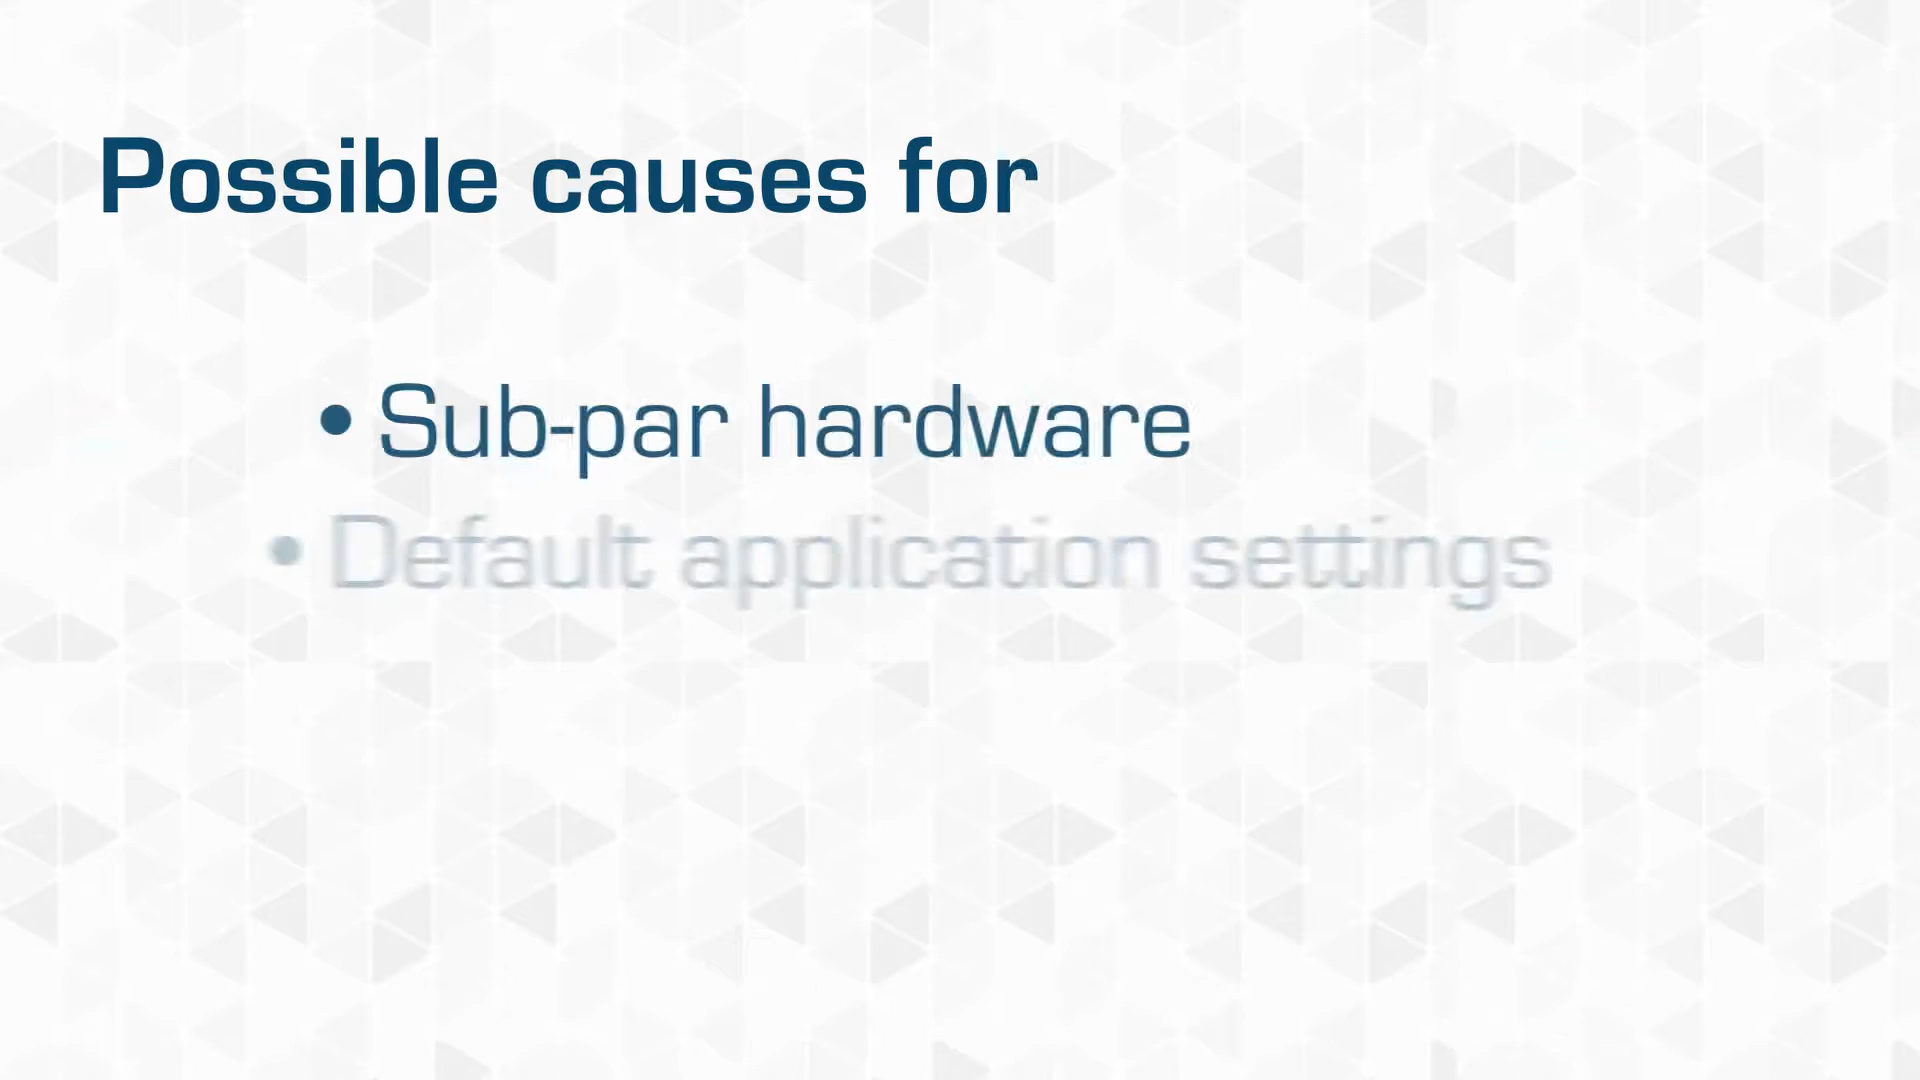 Possible causes for
• Sub-par hardware
• Default application settings